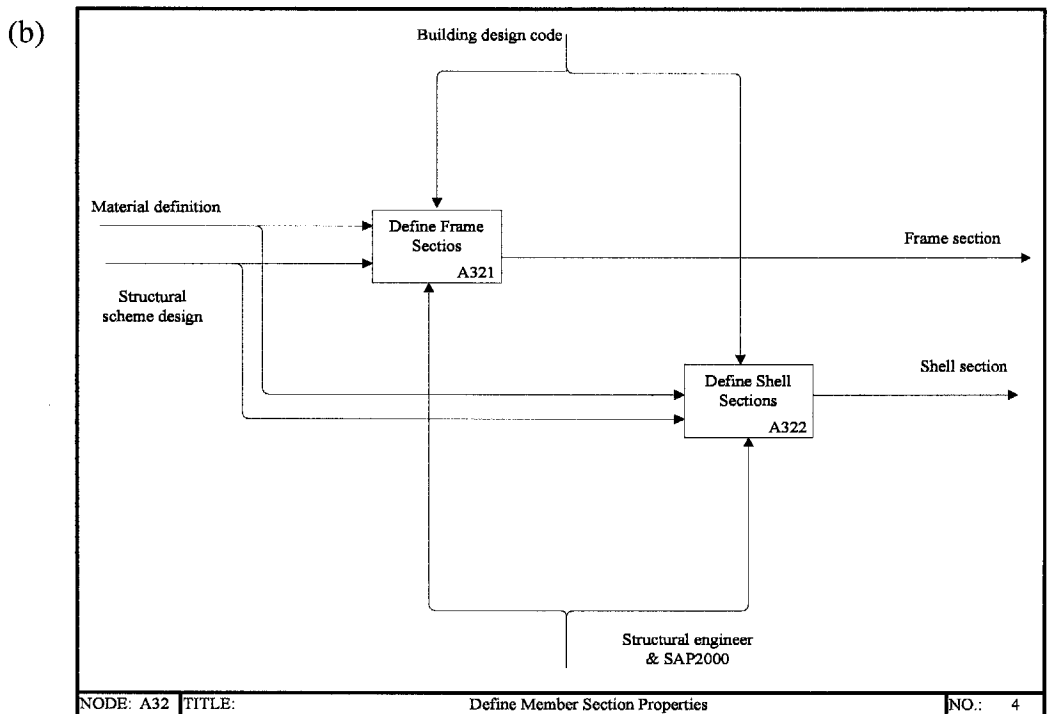 (b)
Building design code
Material definition
Define Frame
Sectios
A321
Frame section
Structural
scheme design
Define Shell
Sections
A322
Shell section
Structural engineer
& SAP2000
NODE: A32 TITLE: Define Member Section Properties NO.: 4